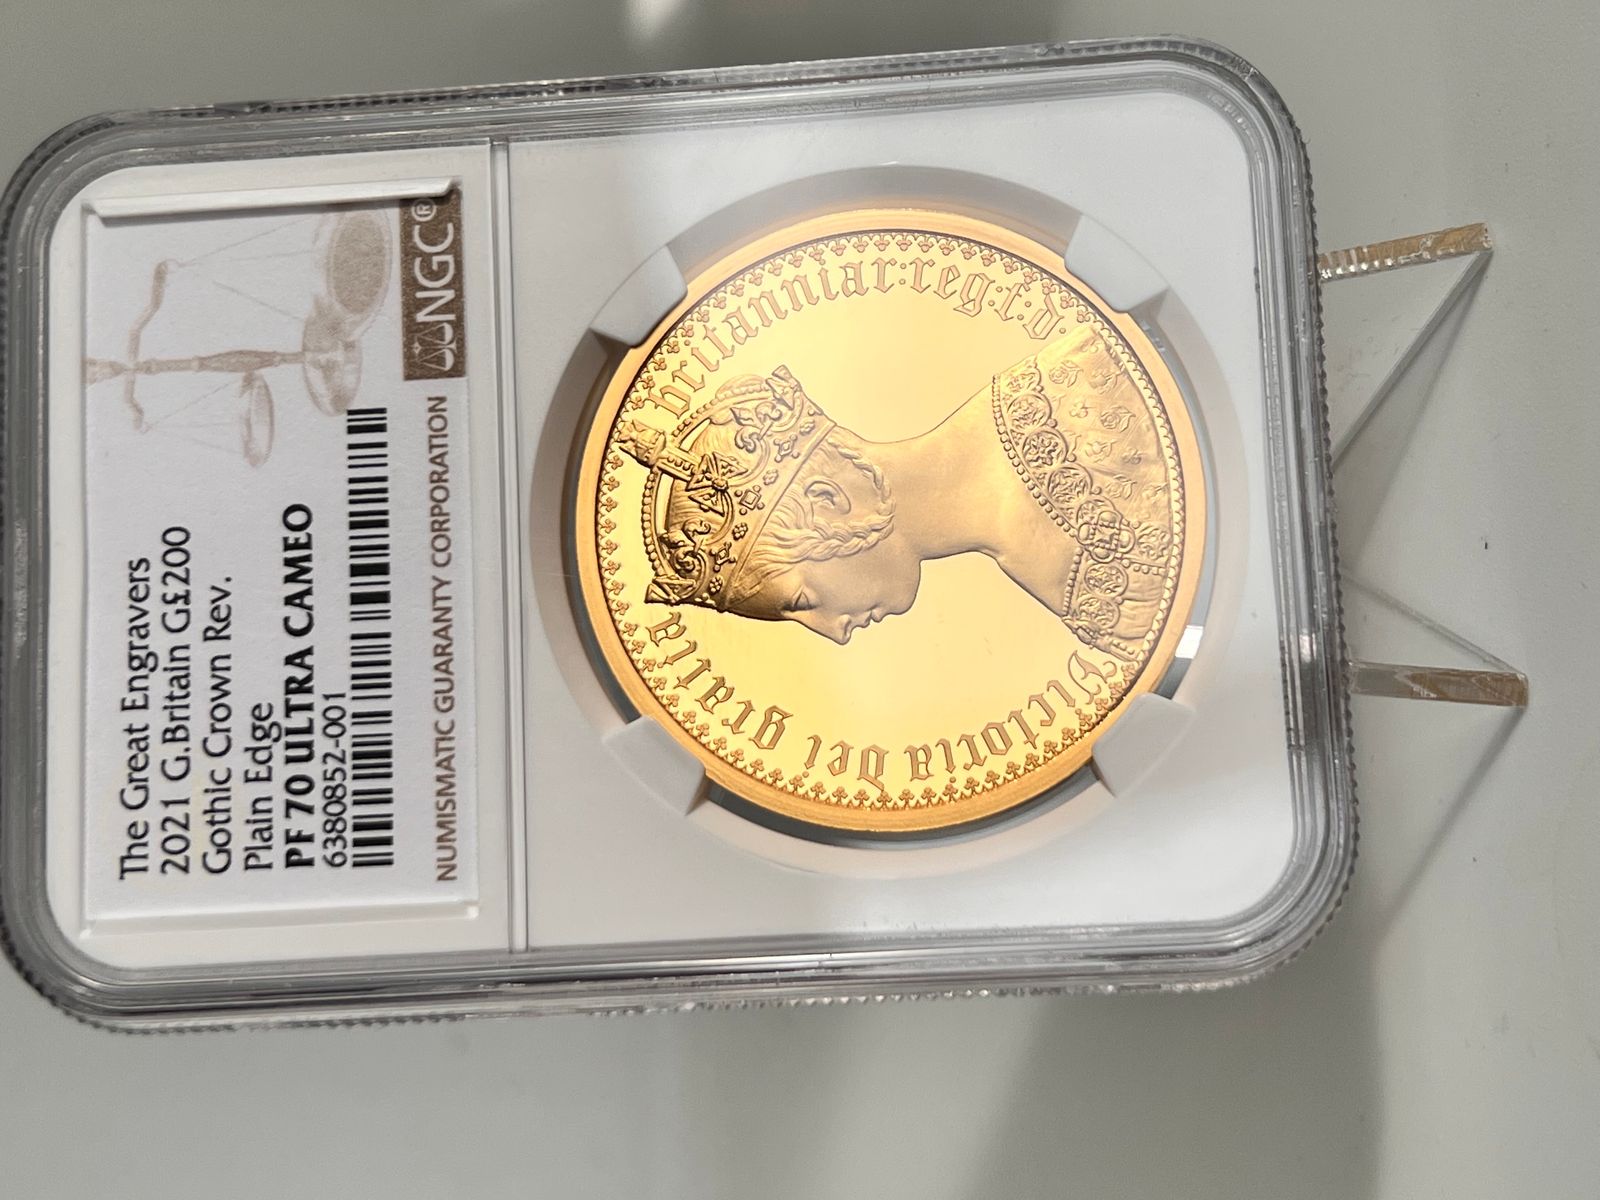 NGC®
The Great Engravers
2021 G.Britain G£200
Gothic Crown Rev.
Plain Edge
PF 70 ULTRA CAMEO
6380852-001
NUMISMATIC GUARANTY CORPORATION
Victoria dei gratia britanniar: reg: f: d.